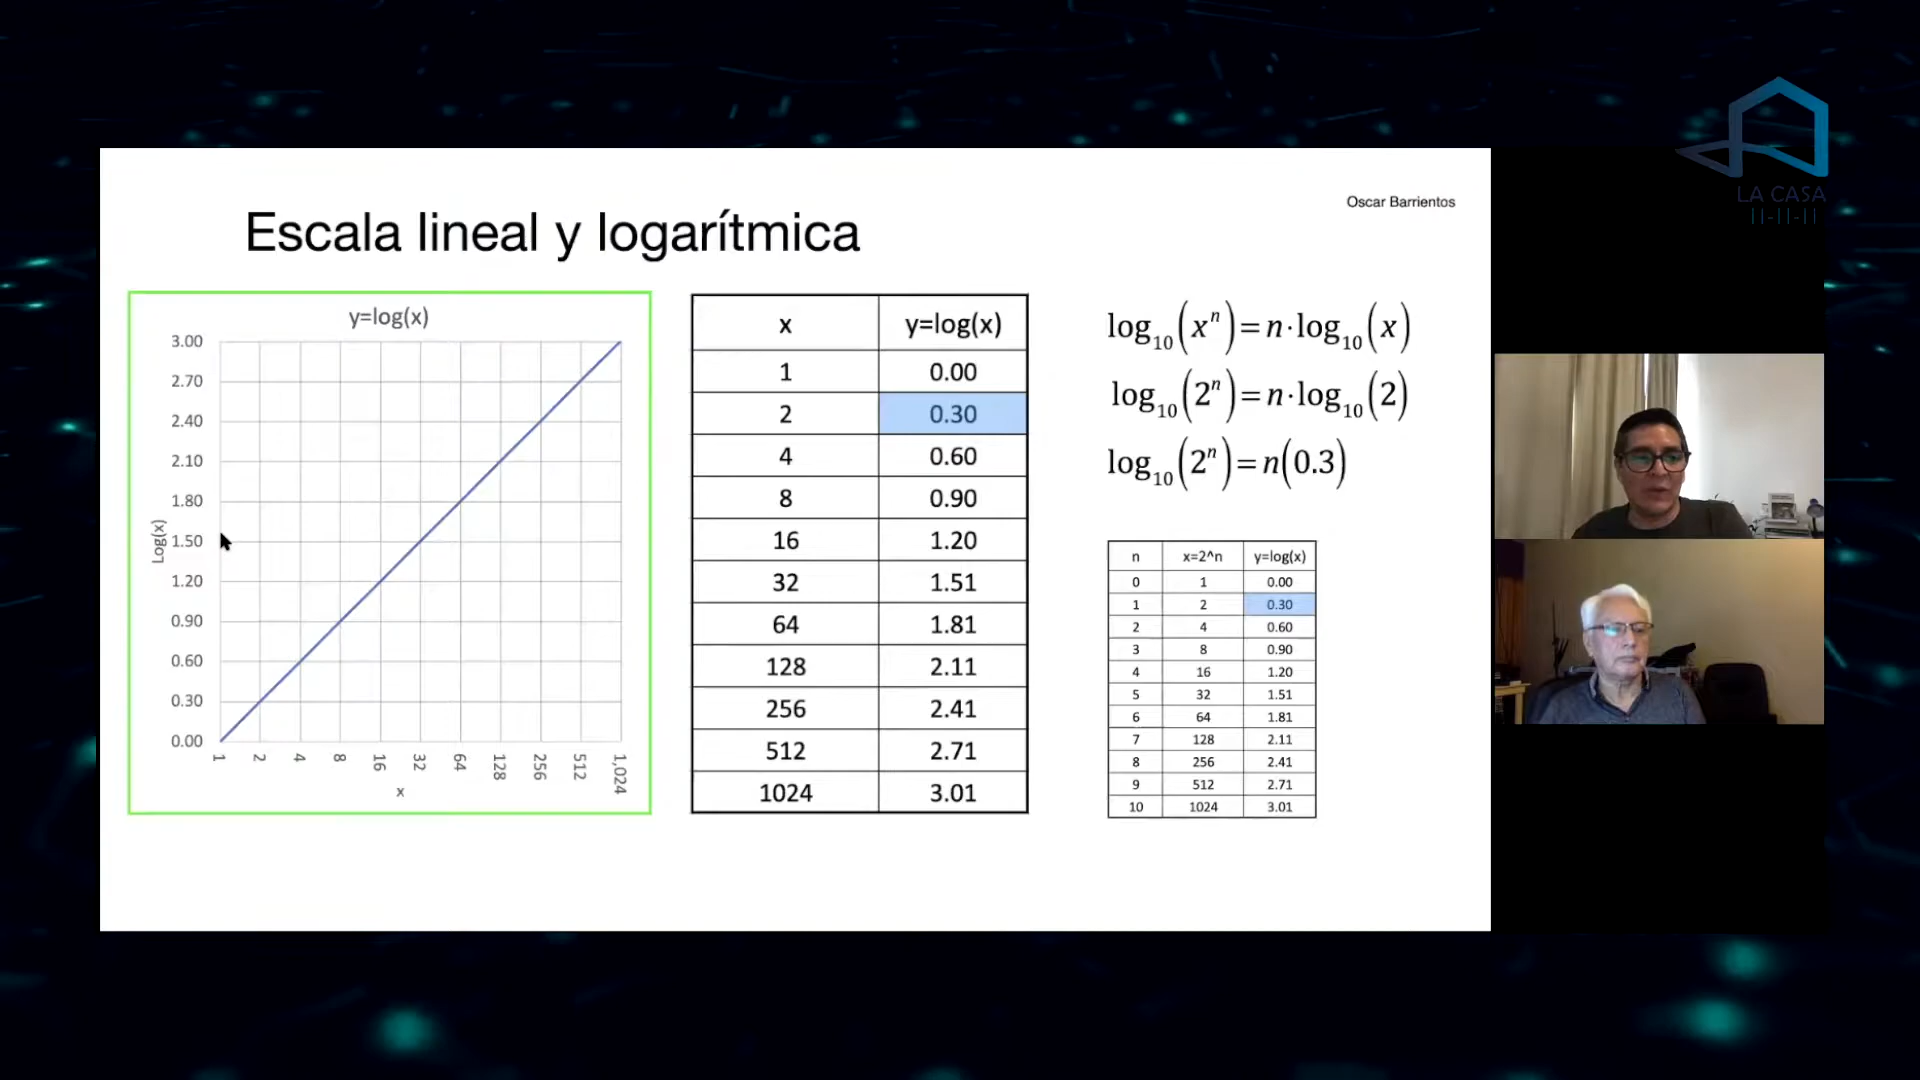 LA CASA
11-11-11
Oscar Barrientos
Escala lineal y logarítmica
y=log(x)
3.00
2.70
2.40
2.10
1.80
1.50
1.20
0.90
0.60
0.30
0.00
Log(x)
1 2 4 8 16 32 64 128 256 512 1,024
x
x y=log(x)
1 0.00
2 0.30
4 0.60
8 0.90
16 1.20
32 1.51
64 1.81
128 2.11
256 2.41
512 2.71
1024 3.01
log₁₀(xⁿ)=n·log₁₀(x)
log₁₀(2ⁿ)=n·log₁₀(2)
log₁₀(2ⁿ)=n(0.3)
n x=2^n y=log(x)
0 1 0.00
1 2 0.30
2 4 0.60
3 8 0.90
4 16 1.20
5 32 1.51
6 64 1.81
7 128 2.11
8 256 2.41
9 512 2.71
10 1024 3.01